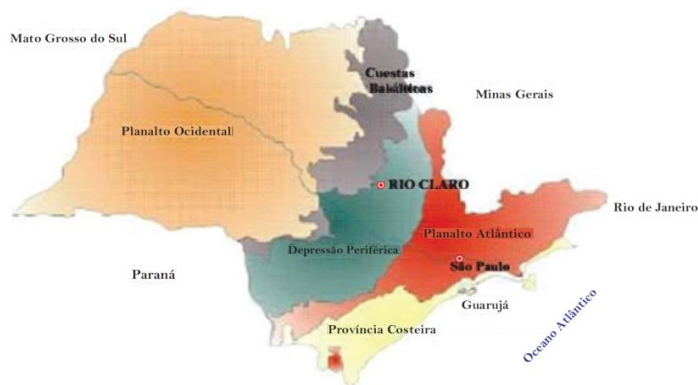 Mato Grosso do Sul
Cuestas
Basálticas
Minas Gerais
Planalto Ocidental
RIO CLARO
Rio de Janeiro
Planalto Atlântico
Depressão Periférica
São Paulo
Paraná
Guarujá
Província Costeira
Oceano Atlântico